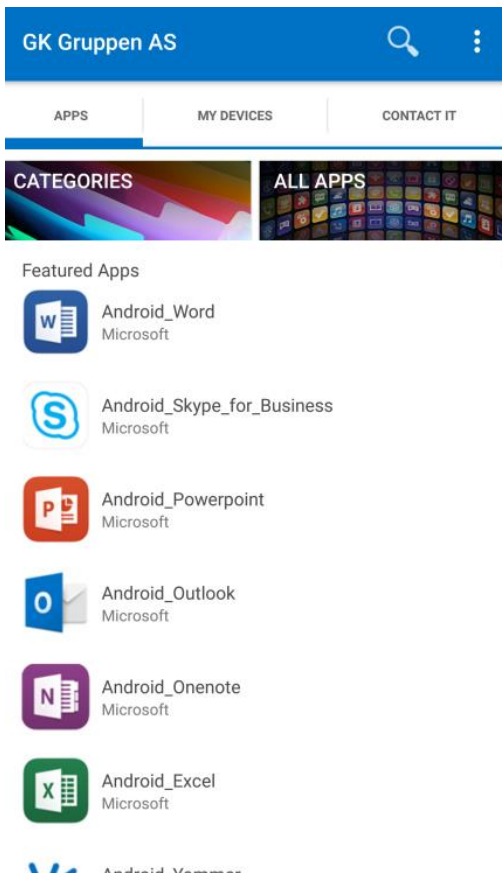 GK Gruppen AS
APPS MY DEVICES CONTACT IT
CATEGORIES ALL APPS
Featured Apps
W
Android_Word
Microsoft
S
Android_Skype_for_Business
Microsoft
P
Android_Powerpoint
Microsoft
O
Android_Outlook
Microsoft
N
Android_Onenote
Microsoft
X
Android_Excel
Microsoft
Android_Yammer